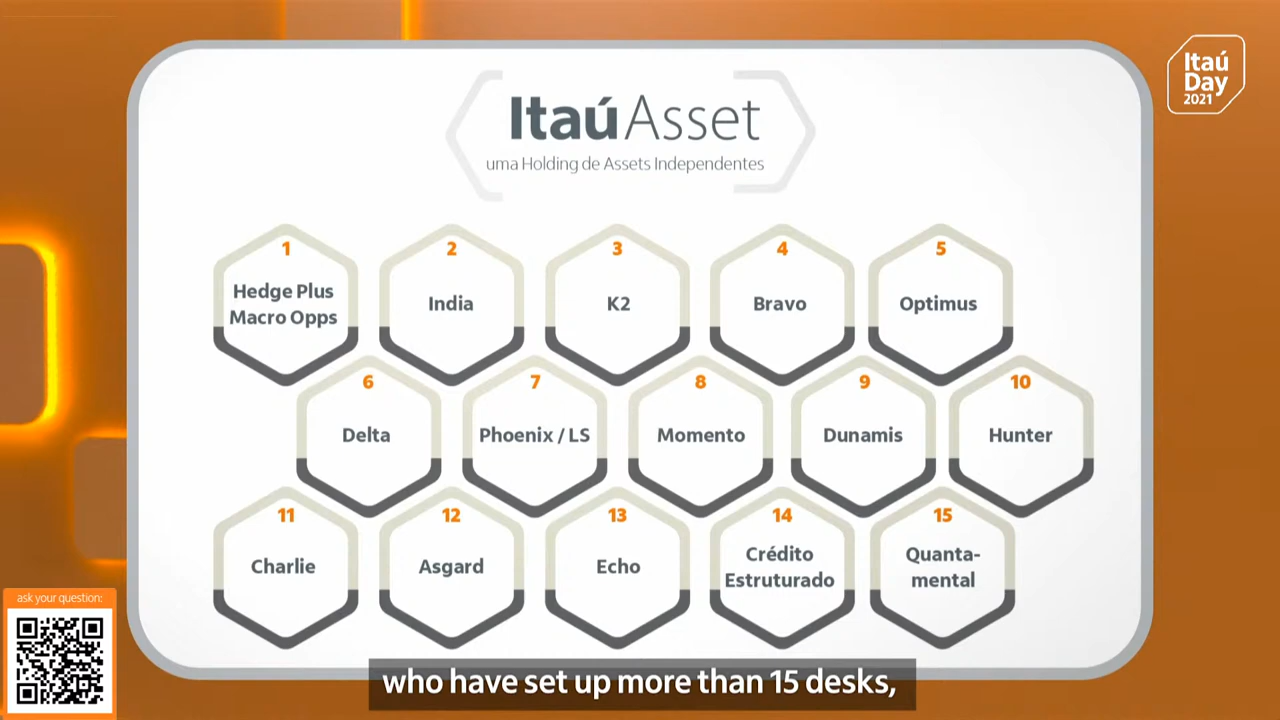 Itaú
Day
2021
Itaú Asset
uma Holding de Assets Independentes
1
Hedge Plus
Macro Opps
2
India
3
K2
4
Bravo
5
Optimus
6
Delta
7
Phoenix / LS
8
Momento
9
Dunamis
10
Hunter
11
Charlie
12
Asgard
13
Echo
14
Crédito
Estruturado
15
Quanta-
mental
ask your question:
who have set up more than 15 desks,